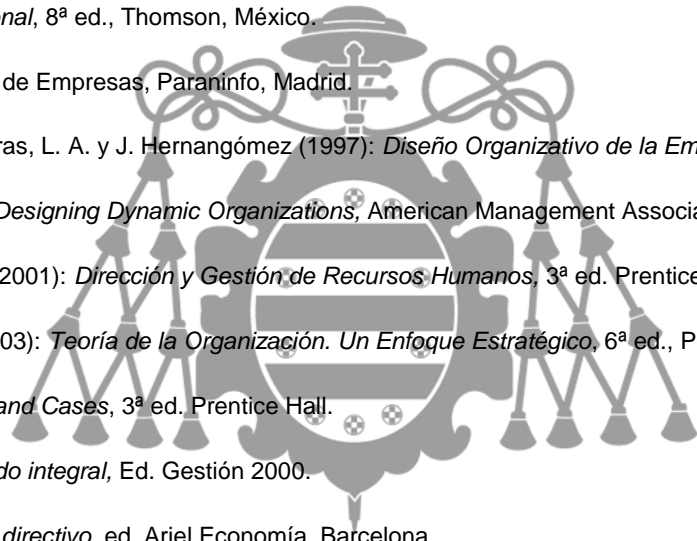 onal, 8ª ed., Thomson, México.
de Empresas, Paraninfo, Madrid.
ras, L. A. y J. Hernangómez (1997): Diseño Organizativo de la Em
Designing Dynamic Organizations, American Management Associa
2001): Dirección y Gestión de Recursos Humanos, 3ª ed. Prentice
03): Teoría de la Organización. Un Enfoque Estratégico, 6ª ed., P
and Cases, 3ª ed. Prentice Hall.
do integral, Ed. Gestión 2000.
directivo, ed. Ariel Economía, Barcelona